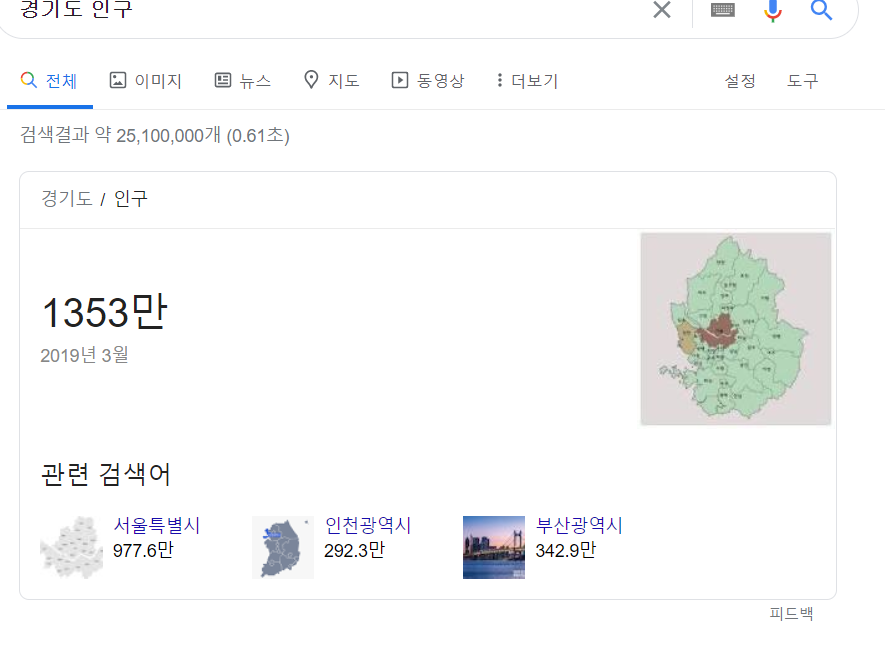 경기도 인구
전체 이미지 뉴스 지도 동영상 더보기 설정 도구
검색결과 약 25,100,000개 (0.61초)
경기도 / 인구
1353만
2019년 3월
관련 검색어
서울특별시 인천광역시 부산광역시
977.6만 292.3만 342.9만
피드백